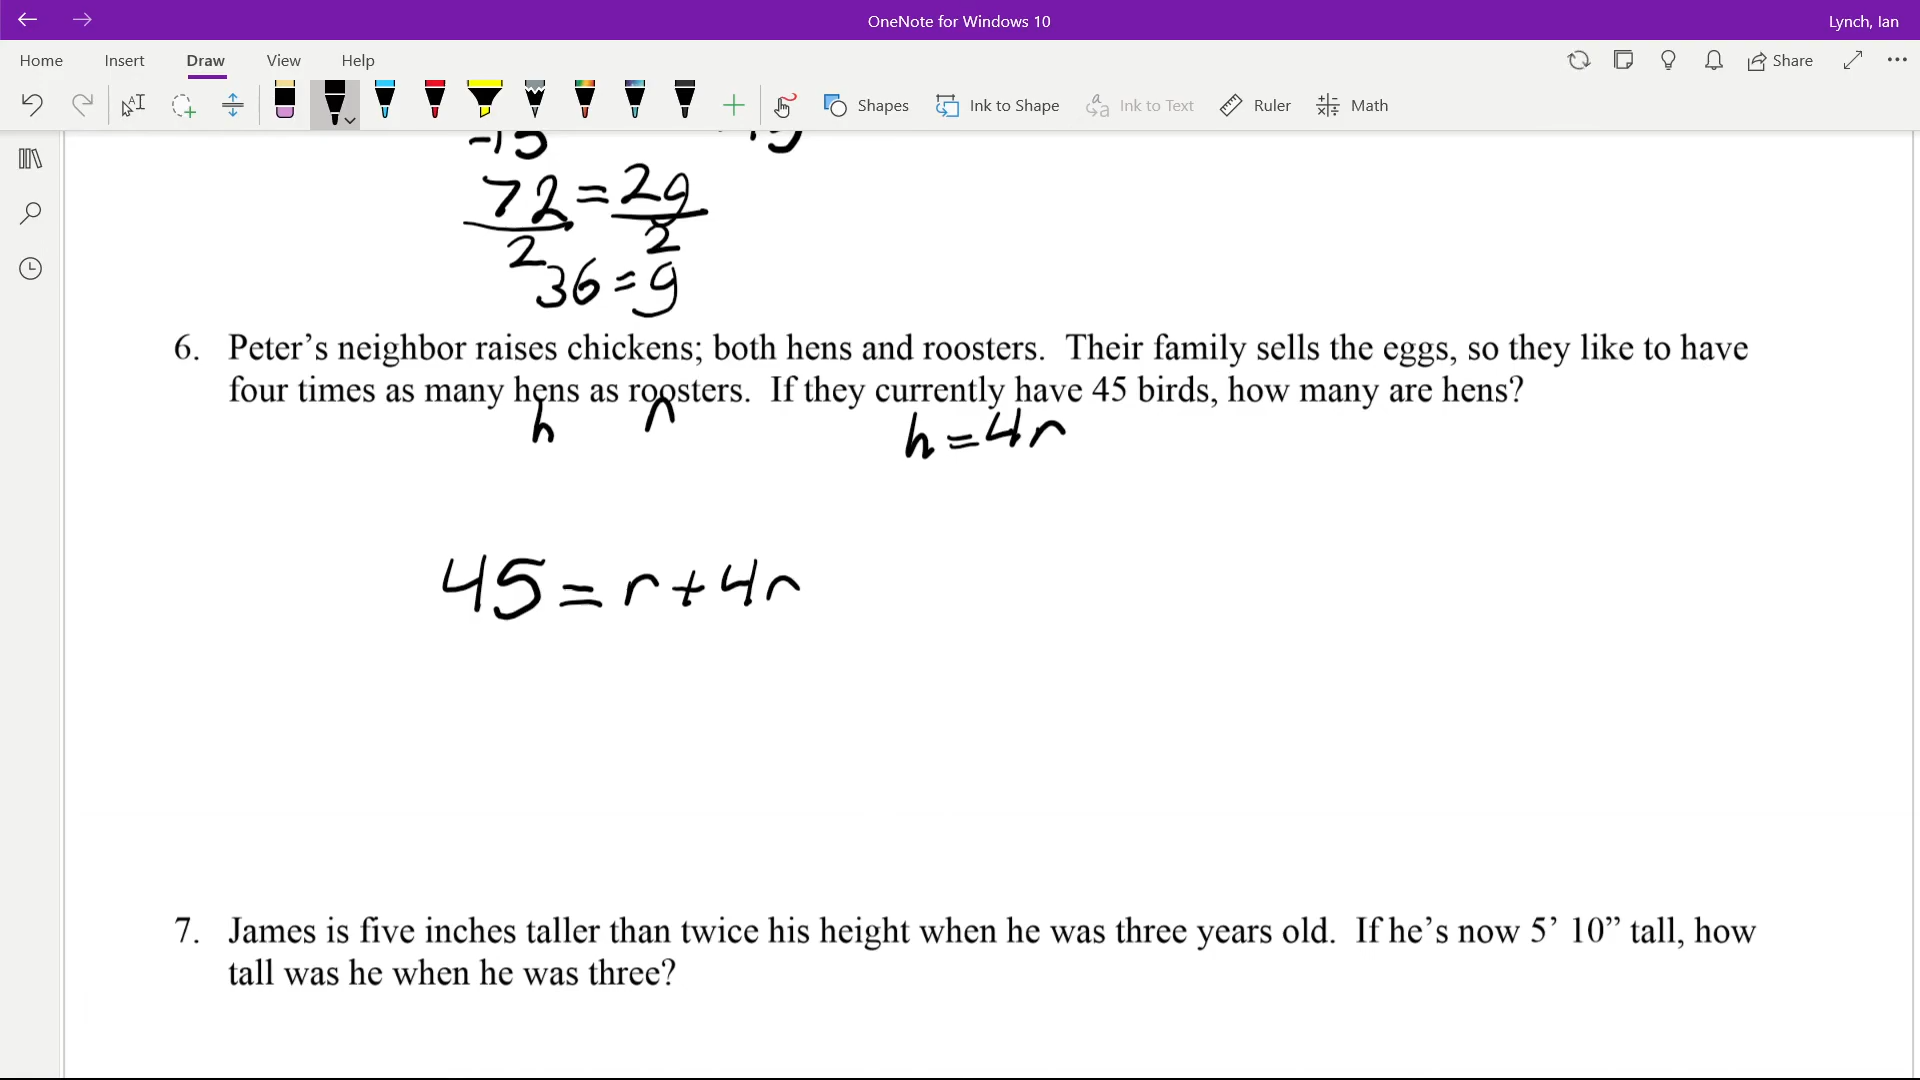 OneNote for Windows 10
Lynch, Ian
Home Insert Draw View Help
Share
Shapes Ink to Shape Ink to Text Ruler Math
-15
72 = 2g
2 2
36 = g
6. Peter’s neighbor raises chickens; both hens and roosters. Their family sells the eggs, so they like to have
four times as many hens as roosters. If they currently have 45 birds, how many are hens?
h r h = 4r
45 = r + 4r
7. James is five inches taller than twice his height when he was three years old. If he’s now 5’ 10” tall, how
tall was he when he was three?